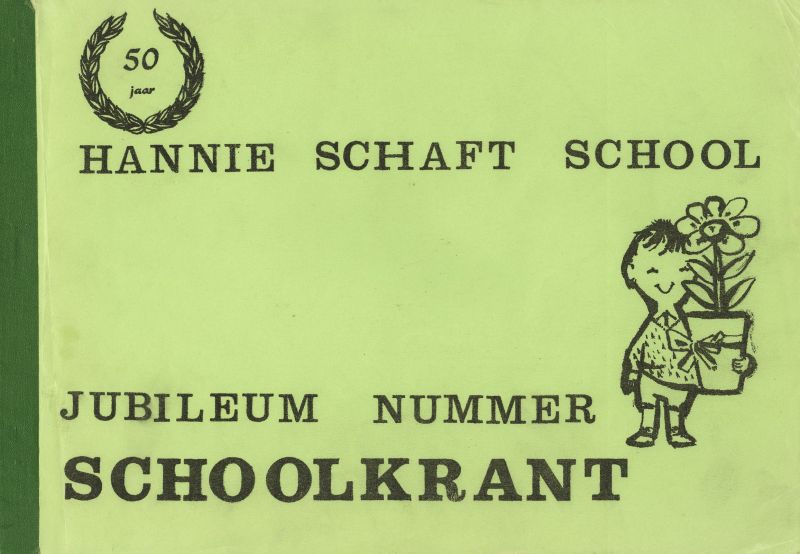 50
jaar
HANNIE SCHAFT SCHOOL
JUBILEUM NUMMER
SCHOOLKRANT